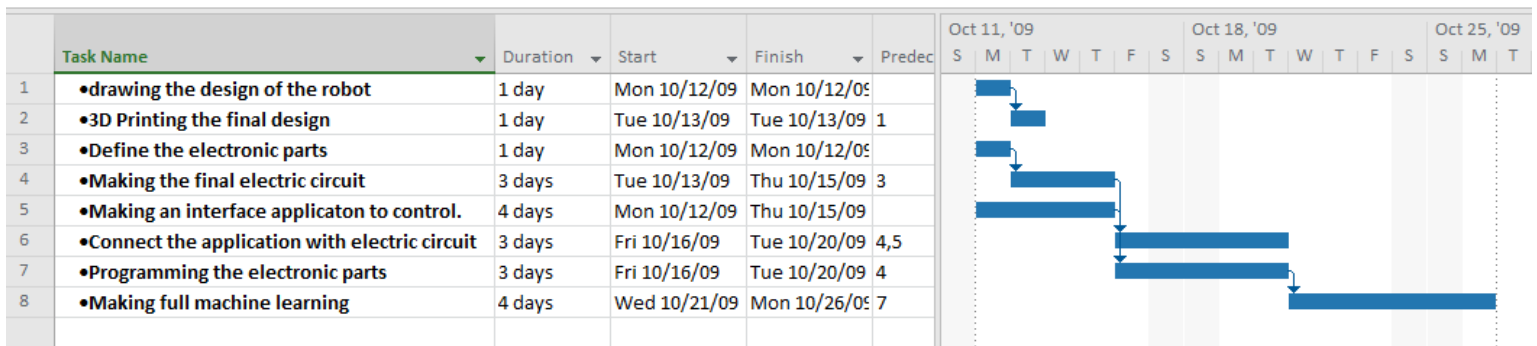 Oct 11, '09 Oct 18, '09 Oct 25, '09
Task Name Duration Start Finish Predec S M T W T F S S M T W T F S S M T
1 •drawing the design of the robot 1 day Mon 10/12/09 Mon 10/12/09
2 •3D Printing the final design 1 day Tue 10/13/09 Tue 10/13/09 1
3 •Define the electronic parts 1 day Mon 10/12/09 Mon 10/12/09
4 •Making the final electric circuit 3 days Tue 10/13/09 Thu 10/15/09 3
5 •Making an interface applicaton to control. 4 days Mon 10/12/09 Thu 10/15/09
6 •Connect the application with electric circuit 3 days Fri 10/16/09 Tue 10/20/09 4,5
7 •Programming the electronic parts 3 days Fri 10/16/09 Tue 10/20/09 4
8 •Making full machine learning 4 days Wed 10/21/09 Mon 10/26/09 7